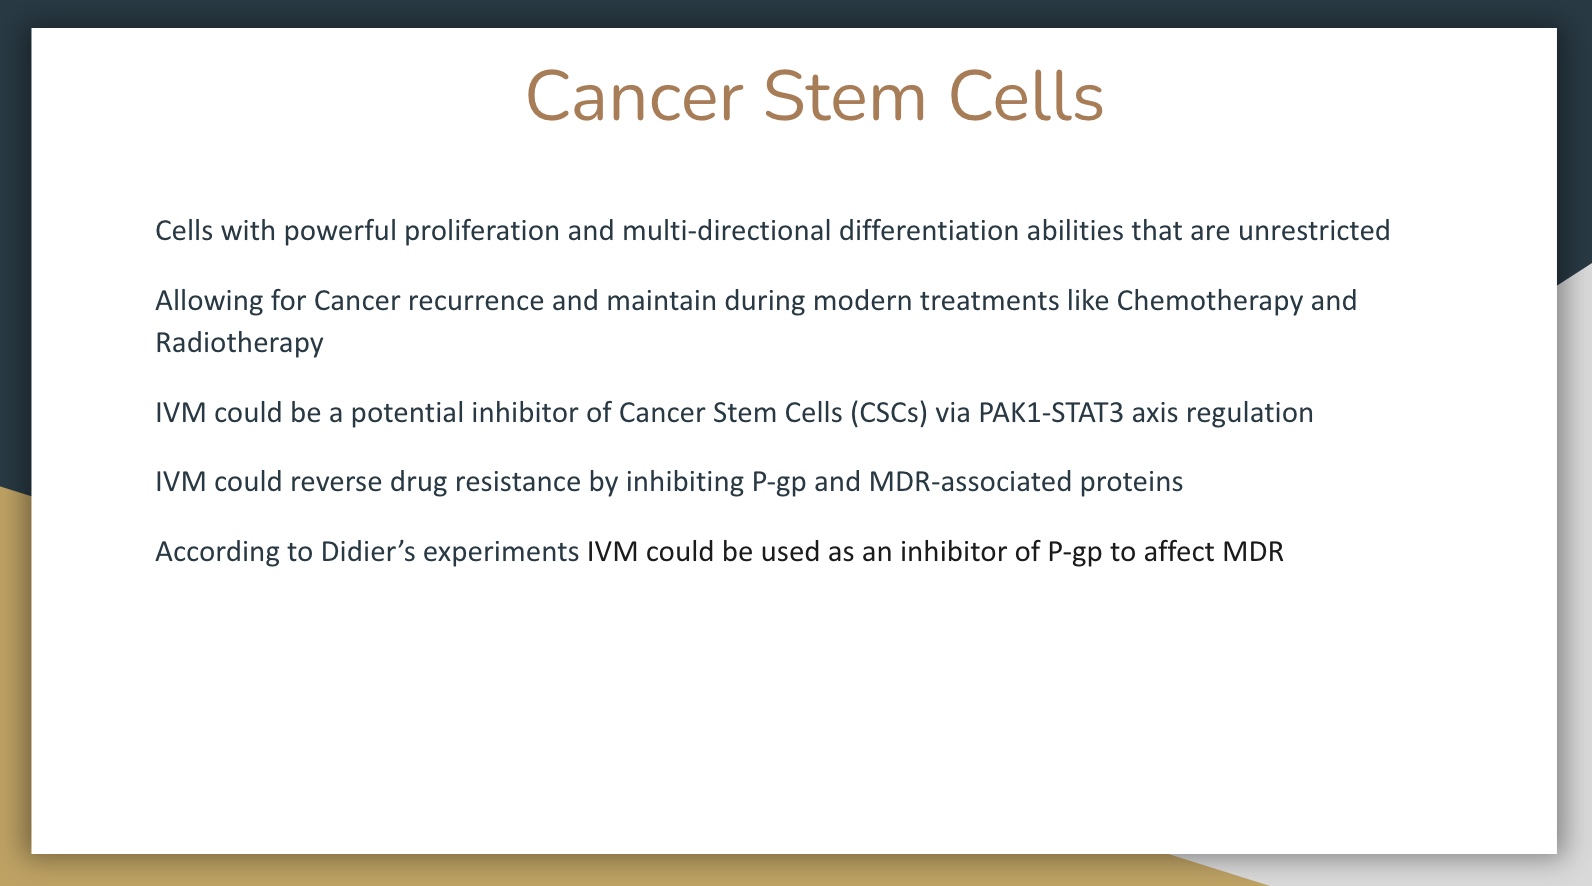 Cancer Stem Cells
Cells with powerful proliferation and multi-directional differentiation abilities that are unrestricted
Allowing for Cancer recurrence and maintain during modern treatments like Chemotherapy and
Radiotherapy
IVM could be a potential inhibitor of Cancer Stem Cells (CSCs) via PAK1-STAT3 axis regulation
IVM could reverse drug resistance by inhibiting P-gp and MDR-associated proteins
According to Didier’s experiments IVM could be used as an inhibitor of P-gp to affect MDR